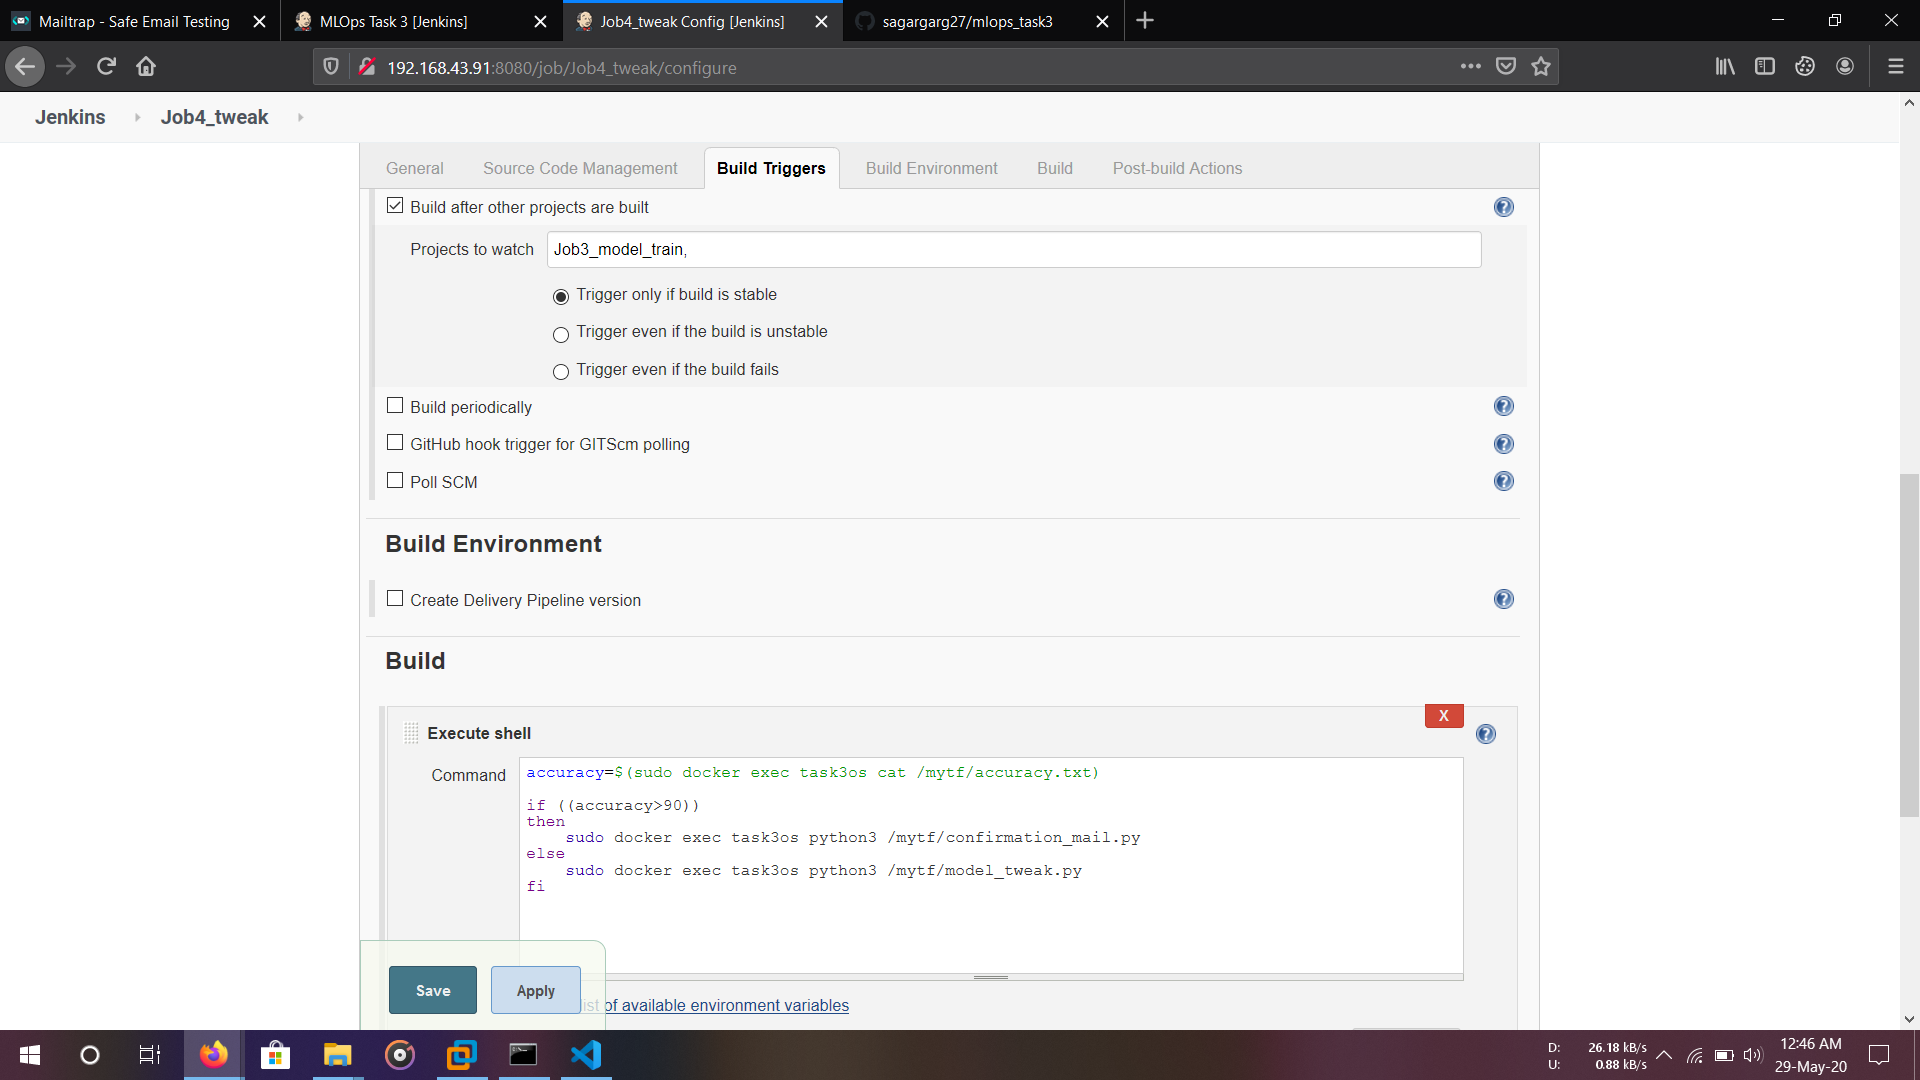 Mailtrap - Safe Email Testing
MLOps Task 3 [Jenkins]
Job4_tweak Config [Jenkins]
sagargarg27/mlops_task3
192.168.43.91:8080/job/Job4_tweak/configure
Jenkins
Job4_tweak
General
Source Code Management
Build Triggers
Build Environment
Build
Post-build Actions
Build after other projects are built
Projects to watch
Job3_model_train,
Trigger only if build is stable
Trigger even if the build is unstable
Trigger even if the build fails
Build periodically
GitHub hook trigger for GITScm polling
Poll SCM
Build Environment
Create Delivery Pipeline version
Build
X
Execute shell
Command
accuracy=$(sudo docker exec task3os cat /mytf/accuracy.txt)
if ((accuracy>90))
then
sudo docker exec task3os python3 /mytf/confirmation_mail.py
else
sudo docker exec task3os python3 /mytf/model_tweak.py
fi
Save
Apply
list of available environment variables
D: 26.18 kB/s
U: 0.88 kB/s
12:46 AM
29-May-20